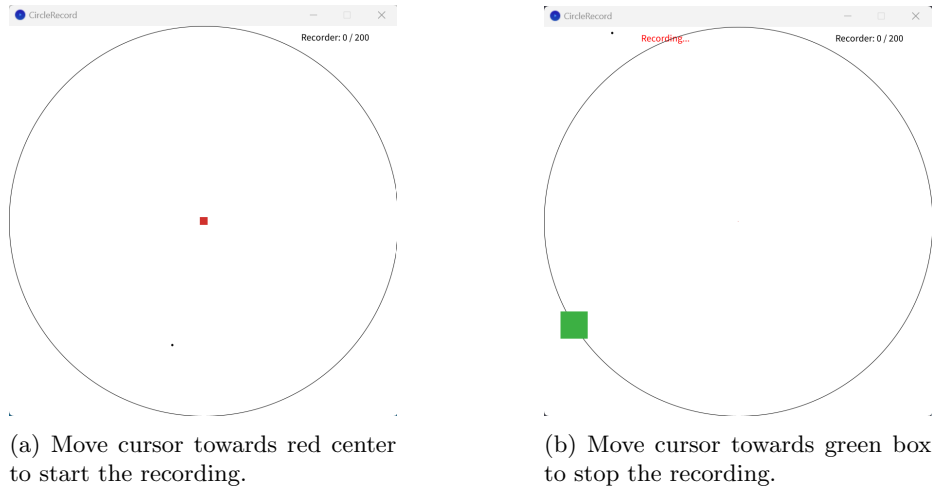 CircleRecord
Recorder: 0 / 200
CircleRecord
Recording...
Recorder: 0 / 200
(a) Move cursor towards red center
to start the recording.
(b) Move cursor towards green box
to stop the recording.